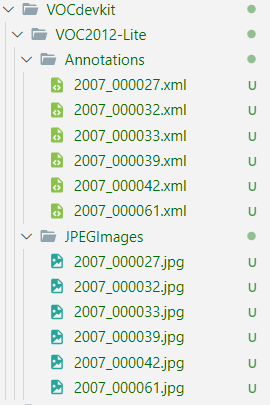 VOCdevkit
VOC2012-Lite
Annotations
2007_000027.xml U
2007_000032.xml U
2007_000033.xml U
2007_000039.xml U
2007_000042.xml U
2007_000061.xml U
JPEGImages
2007_000027.jpg U
2007_000032.jpg U
2007_000033.jpg U
2007_000039.jpg U
2007_000042.jpg U
2007_000061.jpg U